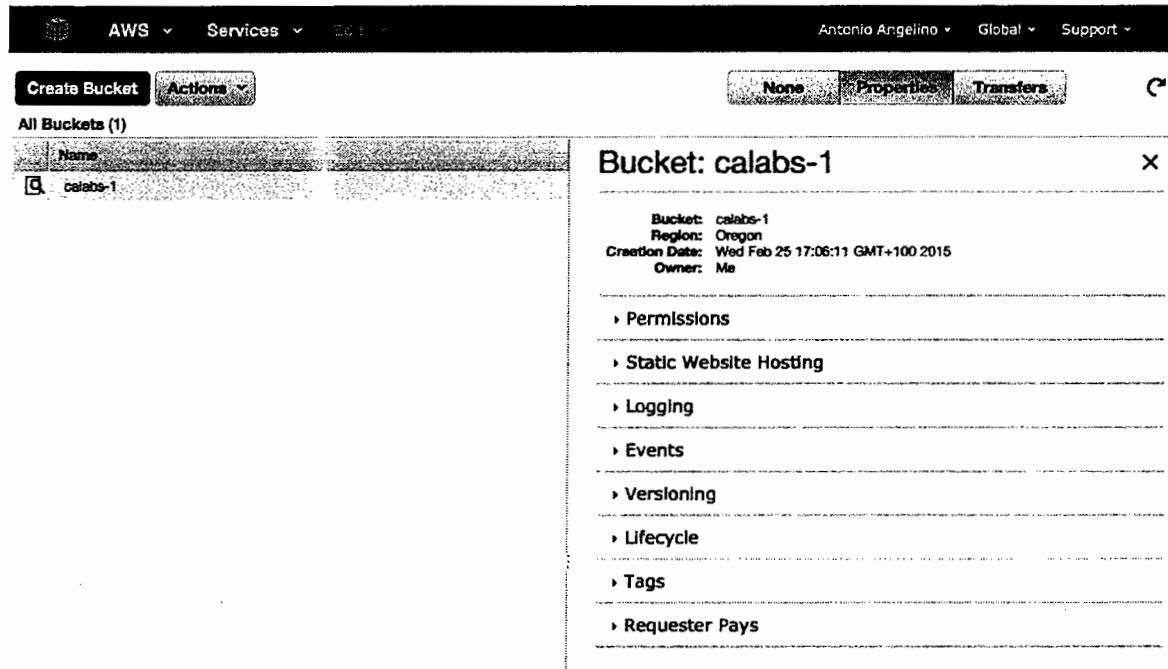 AWS Services Edit Antonio Angelino Global Support
Create Bucket Actions None Properties Transfers
All Buckets (1)
Name
calabs-1
Bucket: calabs-1 ×
Bucket: calabs-1
Region: Oregon
Creation Date: Wed Feb 25 17:06:11 GMT+100 2015
Owner: Me
Permissions
Static Website Hosting
Logging
Events
Versioning
Lifecycle
Tags
Requester Pays